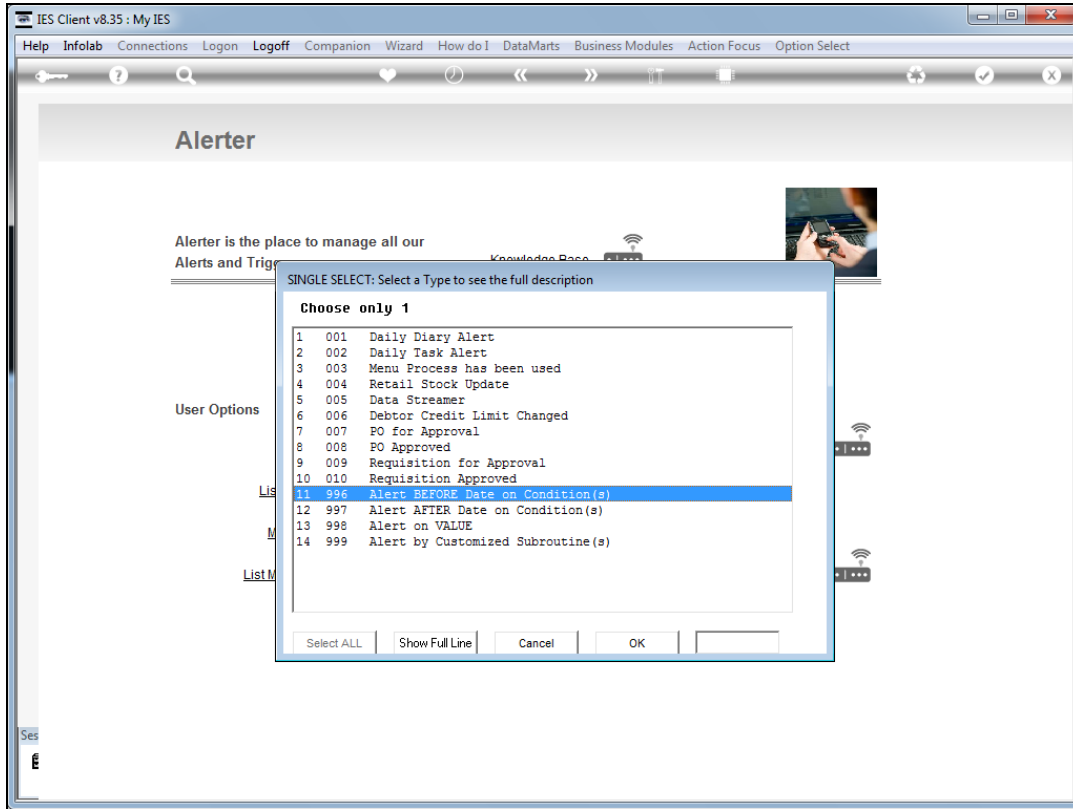 IES Client v8.35 : My IES
Help Infolab Connections Logon Logoff Companion Wizard How do I DataMarts Business Modules Action Focus Option Select
Alerter
Alerter is the place to manage all our
Alerts and Trigg
Knowledge Base
SINGLE SELECT: Select a Type to see the full description
Choose only 1
1 001 Daily Diary Alert
2 002 Daily Task Alert
3 003 Menu Process has been used
4 004 Retail Stock Update
5 005 Data Streamer
6 006 Debtor Credit Limit Changed
7 007 PO for Approval
8 008 PO Approved
9 009 Requisition for Approval
10 010 Requisition Approved
11 996 Alert BEFORE Date on Condition(s)
12 997 Alert AFTER Date on Condition(s)
13 998 Alert on VALUE
14 999 Alert by Customized Subroutine(s)
User Options
Lis
M
List M
Select ALL Show Full Line Cancel OK
Ses